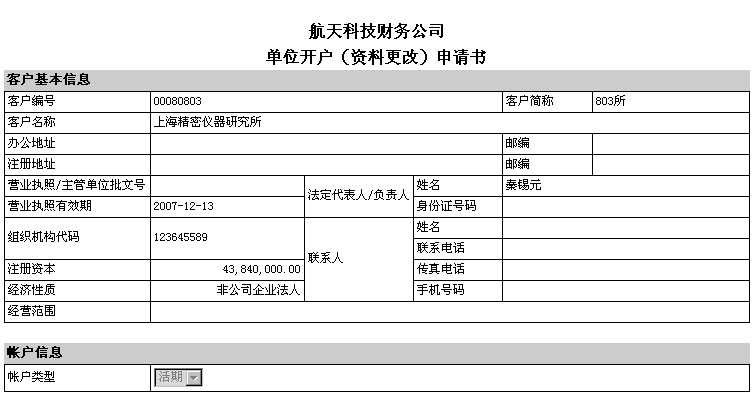 航天科技财务公司
单位开户（资料更改）申请书
客户基本信息
客户编号 00080803 客户简称 803所
客户名称 上海精密仪器研究所
办公地址 邮编
注册地址 邮编
营业执照/主管单位批文号 法定代表人/负责人 姓名 秦锡元
营业执照有效期 2007-12-13 身份证号码
组织机构代码 123645589 联系人 姓名
联系电话
注册资本 43,840,000.00 传真电话
经济性质 非公司企业法人 手机号码
经营范围
帐户信息
帐户类型 活期